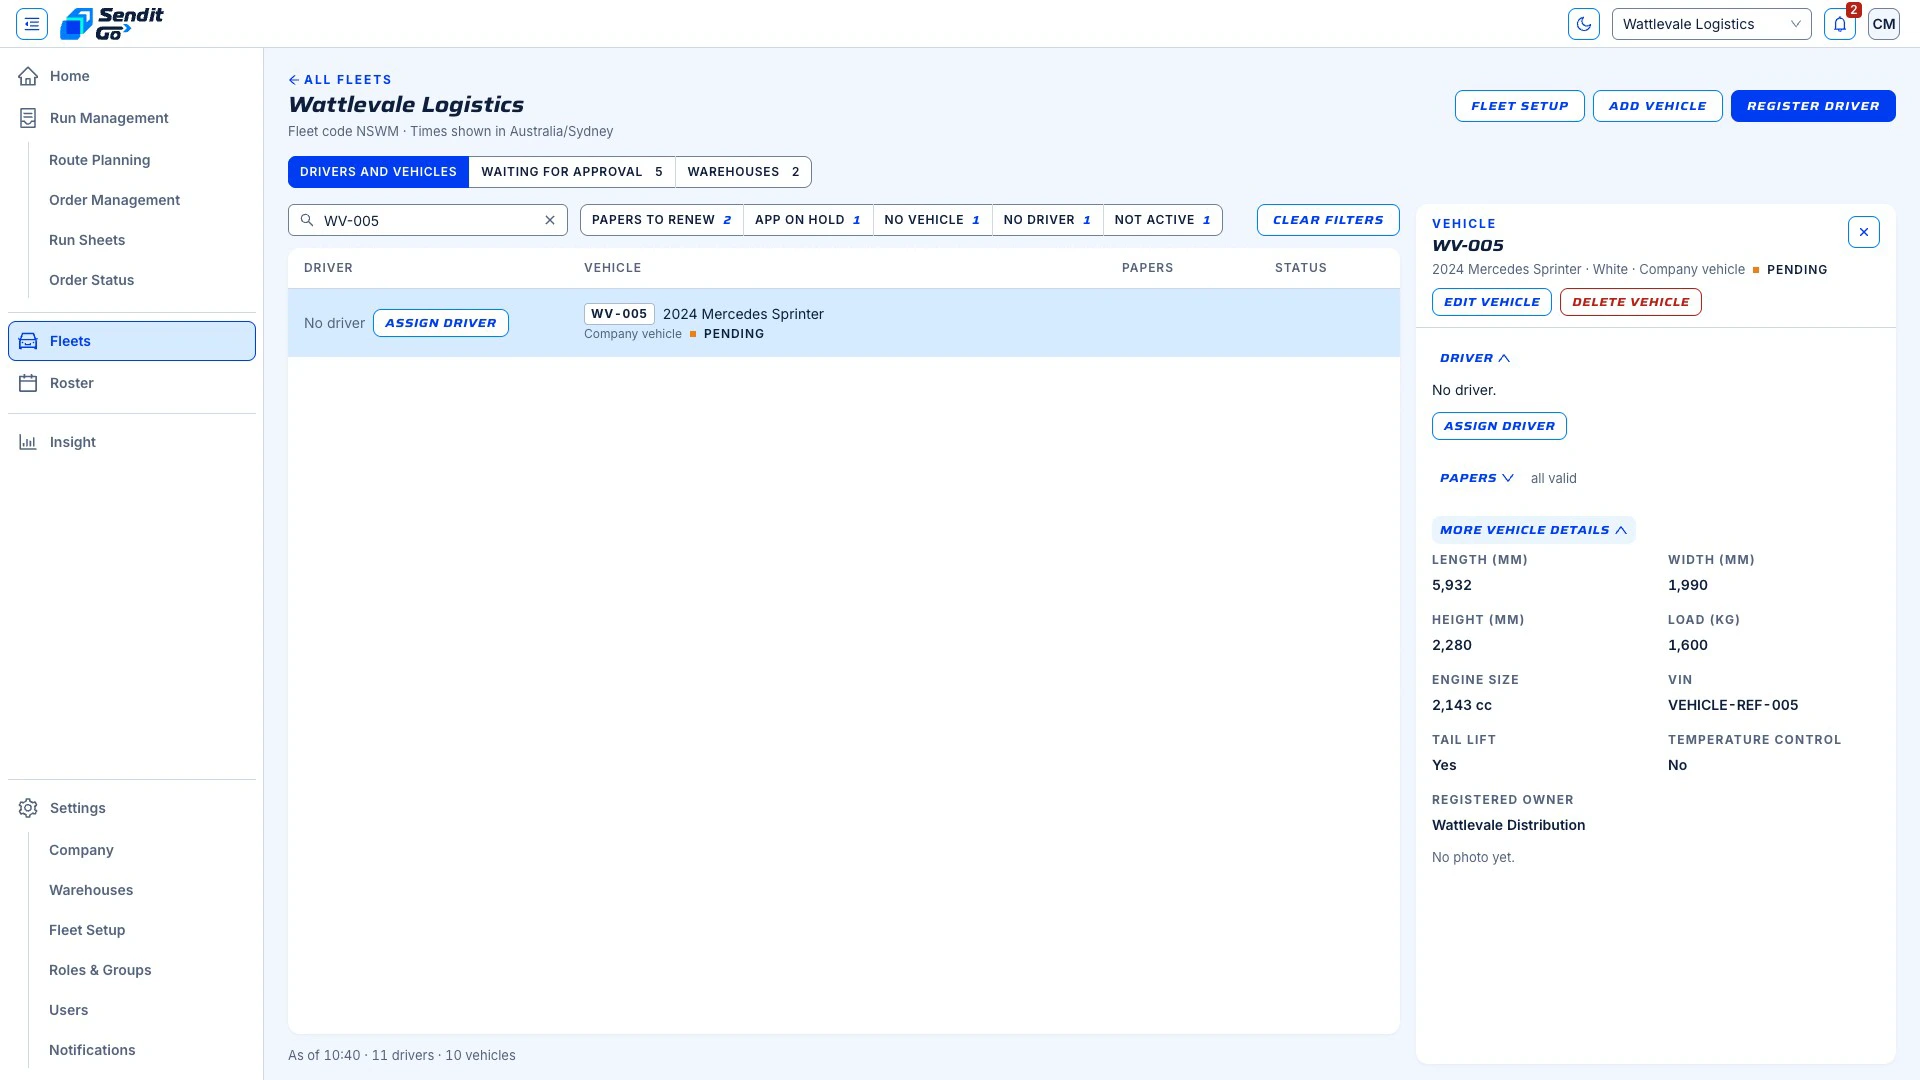 Sendit Go
Wattlevale Logistics
2
CM
Home
Run Management
Route Planning
Order Management
Run Sheets
Order Status
Fleets
Roster
Insight
Settings
Company
Warehouses
Fleet Setup
Roles & Groups
Users
Notifications
ALL FLEETS
Wattlevale Logistics
Fleet code NSWM · Times shown in Australia/Sydney
FLEET SETUP
ADD VEHICLE
REGISTER DRIVER
DRIVERS AND VEHICLES
WAITING FOR APPROVAL 5
WAREHOUSES 2
WV-005
PAPERS TO RENEW 2
APP ON HOLD 1
NO VEHICLE 1
NO DRIVER 1
NOT ACTIVE 1
CLEAR FILTERS
DRIVER VEHICLE PAPERS STATUS
No driver ASSIGN DRIVER
WV-005 2024 Mercedes Sprinter
Company vehicle PENDING
As of 10:40 · 11 drivers · 10 vehicles
VEHICLE
WV-005
2024 Mercedes Sprinter · White · Company vehicle PENDING
EDIT VEHICLE
DELETE VEHICLE
DRIVER
No driver.
ASSIGN DRIVER
PAPERS all valid
MORE VEHICLE DETAILS
LENGTH (MM) WIDTH (MM)
5,932 1,990
HEIGHT (MM) LOAD (KG)
2,280 1,600
ENGINE SIZE VIN
2,143 cc VEHICLE-REF-005
TAIL LIFT TEMPERATURE CONTROL
Yes No
REGISTERED OWNER
Wattlevale Distribution
No photo yet.